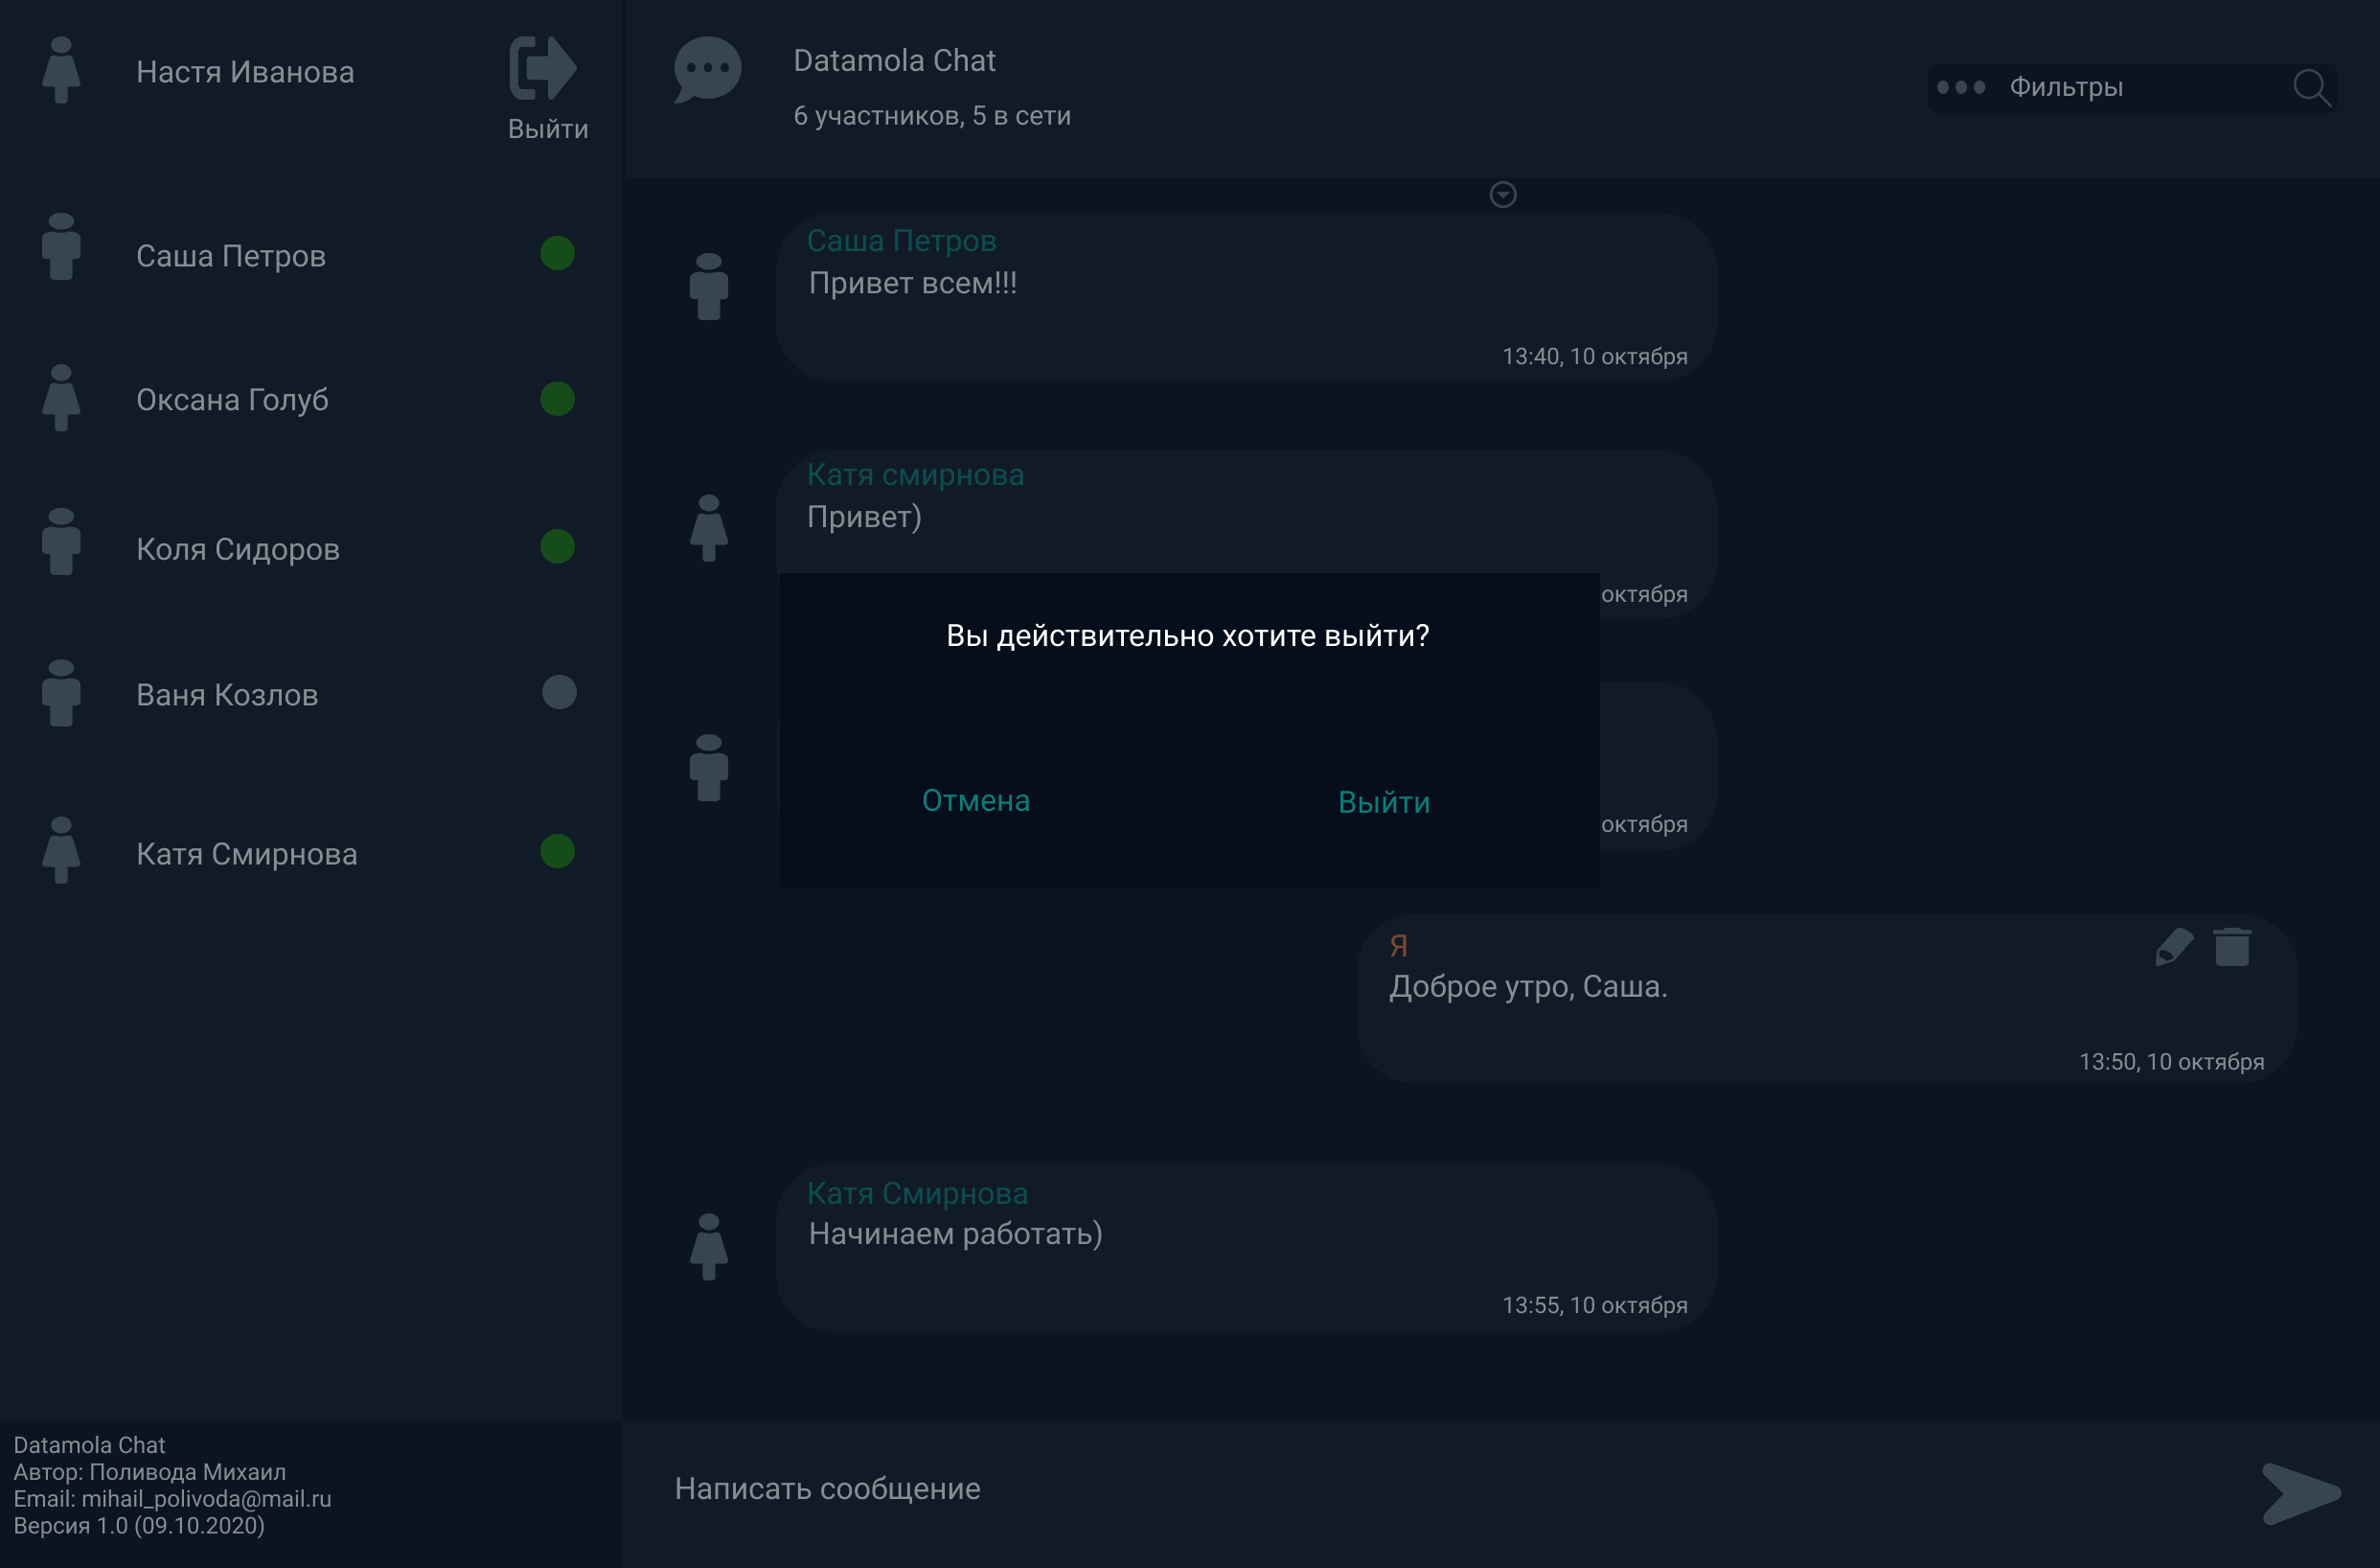 Настя Иванова
Выйти
Саша Петров
Оксана Голуб
Коля Сидоров
Ваня Козлов
Катя Смирнова
Datamola Chat
Автор: Поливода Михаил
Email: mihail_polivoda@mail.ru
Версия 1.0 (09.10.2020)
Datamola Chat
6 участников, 5 в сети
Фильтры
Саша Петров
Привет всем!!!
13:40, 10 октября
Катя смирнова
Привет)
октября
Вы действительно хотите выйти?
Отмена
Выйти
октября
Я
Доброе утро, Саша.
13:50, 10 октября
Катя Смирнова
Начинаем работать)
13:55, 10 октября
Написать сообщение